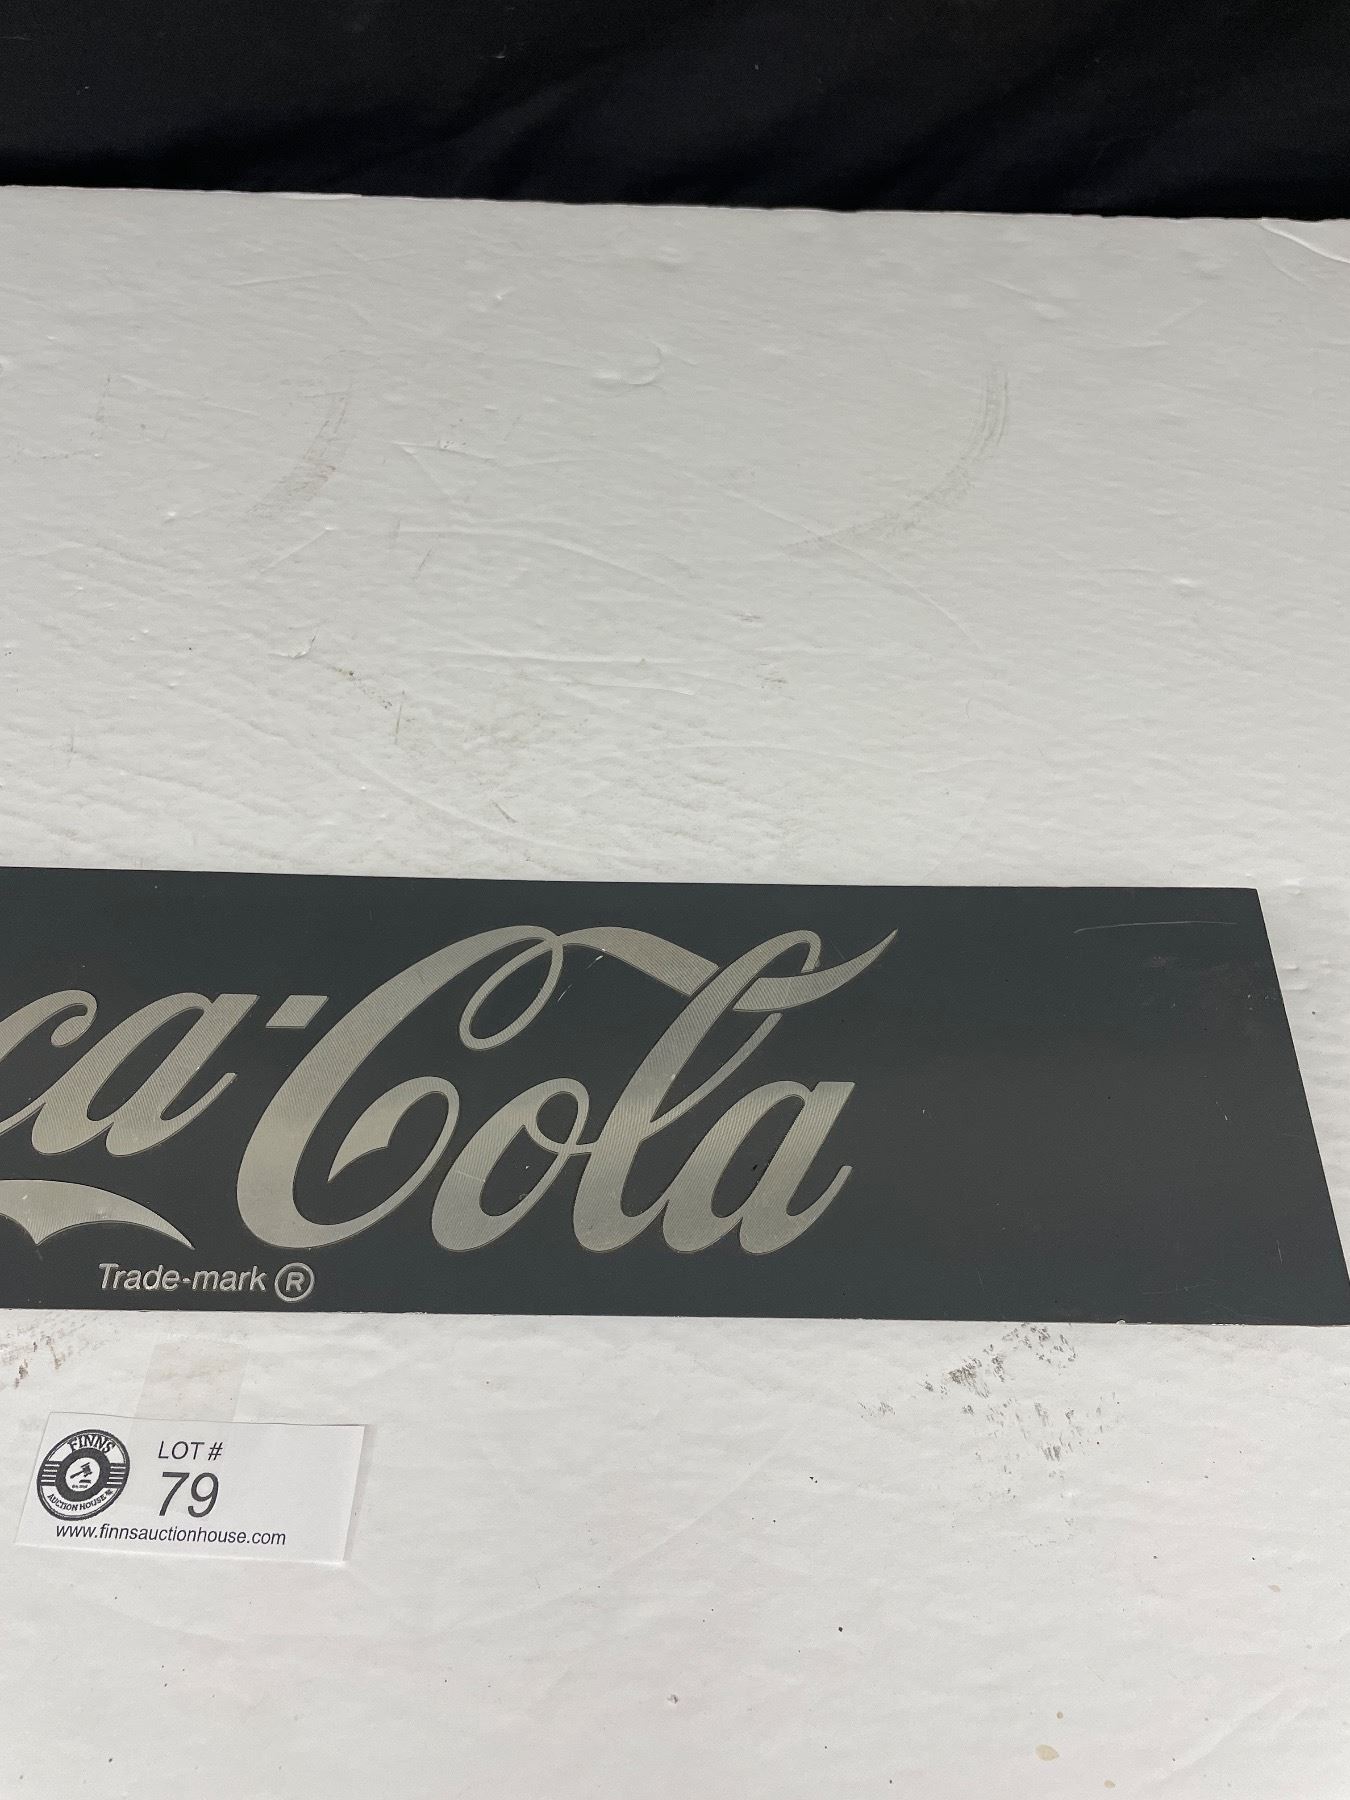 ca-Cola
Trade-mark ®
FINNS
AUCTION HOUSE
LOT #
79
www.finnsauctionhouse.com